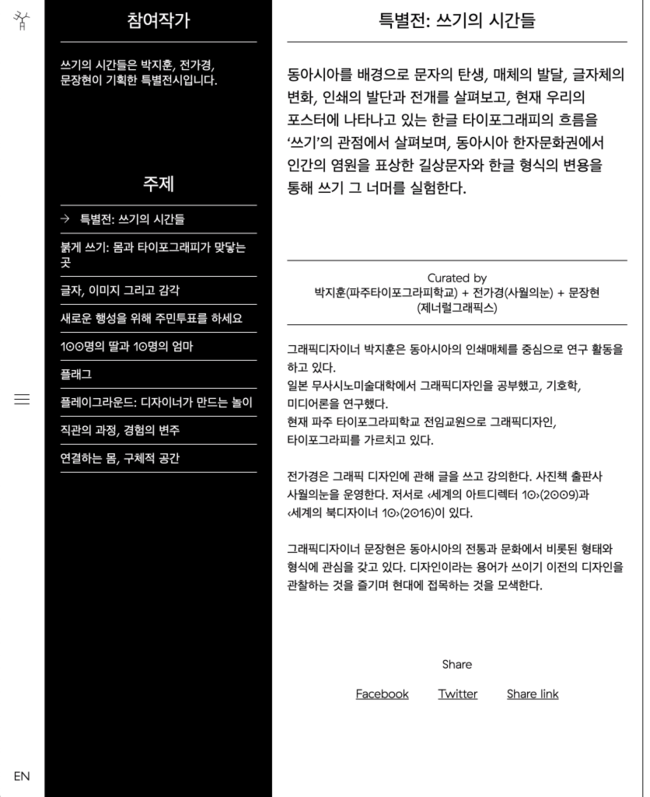 참여작가
쓰기의 시간들은 박지훈, 전가경,
문장현이 기획한 특별전시입니다.
주제
→ 특별전: 쓰기의 시간들
붉게 쓰기: 몸과 타이포그래피가 맞닿는
곳
글자, 이미지 그리고 감각
새로운 행성을 위해 주민투표를 하세요
100명의 딸과 10명의 엄마
플래그
플레이그라운드: 디자이너가 만드는 놀이
직관의 과정, 경험의 변주
연결하는 몸, 구체적 공간
EN
특별전: 쓰기의 시간들
동아시아를 배경으로 문자의 탄생, 매체의 발달, 글자체의
변화, 인쇄의 발단과 전개를 살펴보고, 현재 우리의
포스터에 나타나고 있는 한글 타이포그래피의 흐름을
‘쓰기’의 관점에서 살펴보며, 동아시아 한자문화권에서
인간의 염원을 표상한 길상문자와 한글 형식의 변용을
통해 쓰기 그 너머를 실험한다.
Curated by
박지훈(파주타이포그라피학교) + 전가경(사월의눈) + 문장현
(제너럴그래픽스)
그래픽디자이너 박지훈은 동아시아의 인쇄매체를 중심으로 연구 활동을
하고 있다.
일본 무사시노미술대학에서 그래픽디자인을 공부했고, 기호학,
미디어론을 연구했다.
현재 파주 타이포그라피학교 전임교원으로 그래픽디자인,
타이포그라피를 가르치고 있다.
전가경은 그래픽 디자인에 관해 글을 쓰고 강의한다. 사진책 출판사
사월의눈을 운영한다. 저서로 ‹세계의 아트디렉터 10›(2009)과
‹세계의 북디자이너 10›(2016)이 있다.
그래픽디자이너 문장현은 동아시아의 전통과 문화에서 비롯된 형태와
형식에 관심을 갖고 있다. 디자인이라는 용어가 쓰이기 이전의 디자인을
관찰하는 것을 즐기며 현대에 접목하는 것을 모색한다.
Share
Facebook Twitter Share link